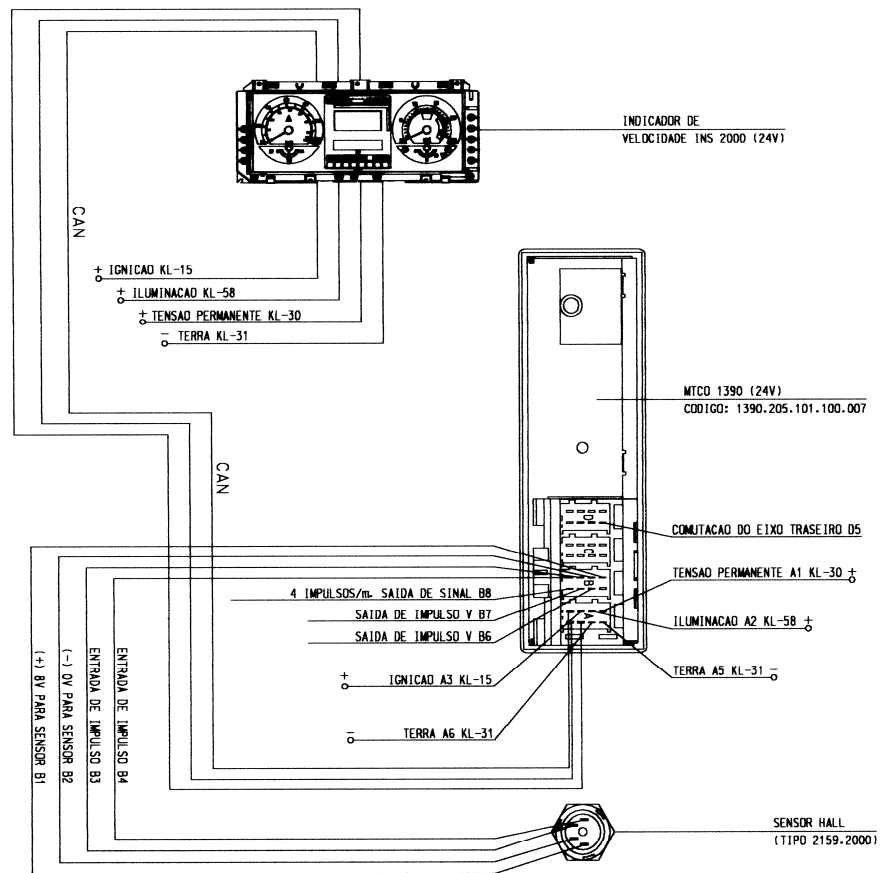 CAN
INDICADOR DE
VELOCIDADE INS 2000 (24V)
+ IGNICAO KL-15
+ ILUMINACAO KL-58
+ TENSAO PERMANENTE KL-30
- TERRA KL-31
MTCO 1390 (24V)
CODIGO: 1390.205.101.100.007
CAN
COMUTACAO DO EIXO TRASEIRO D5
D
C
B
A
TENSAO PERMANENTE A1 KL-30 +
4 IMPULSOS/m. SAIDA DE SINAL B8
SAIDA DE IMPULSO V B7
ILUMINACAO A2 KL-58 +
SAIDA DE IMPULSO V B6
+ IGNICAO A3 KL-15
TERRA A5 KL-31 -
- TERRA A6 KL-31
(+) 8V PARA SENSOR B1
(-) 0V PARA SENSOR B2
ENTRADA DE IMPULSO B3
ENTRADA DE IMPULSO B4
SENSOR HALL
(TIPO 2159.2000)